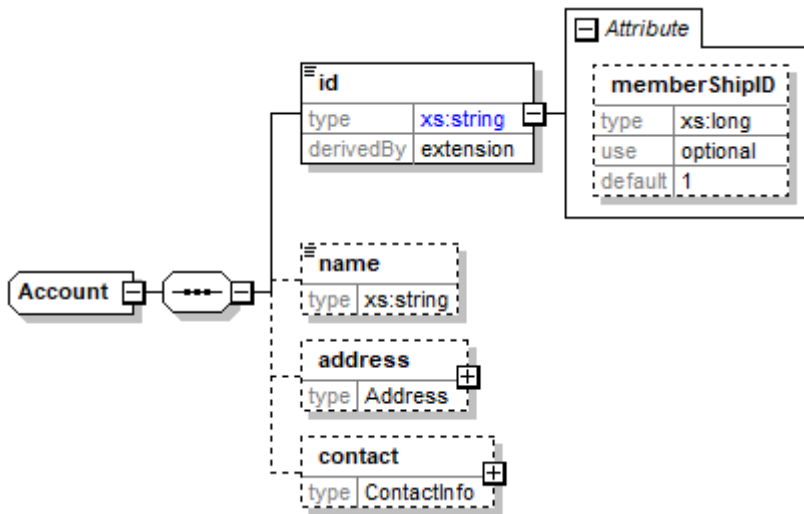 Attribute
id
type xs:string
derivedBy extension
memberShipID
type xs:long
use optional
default 1
Account
name
type xs:string
address
type Address
contact
type ContactInfo